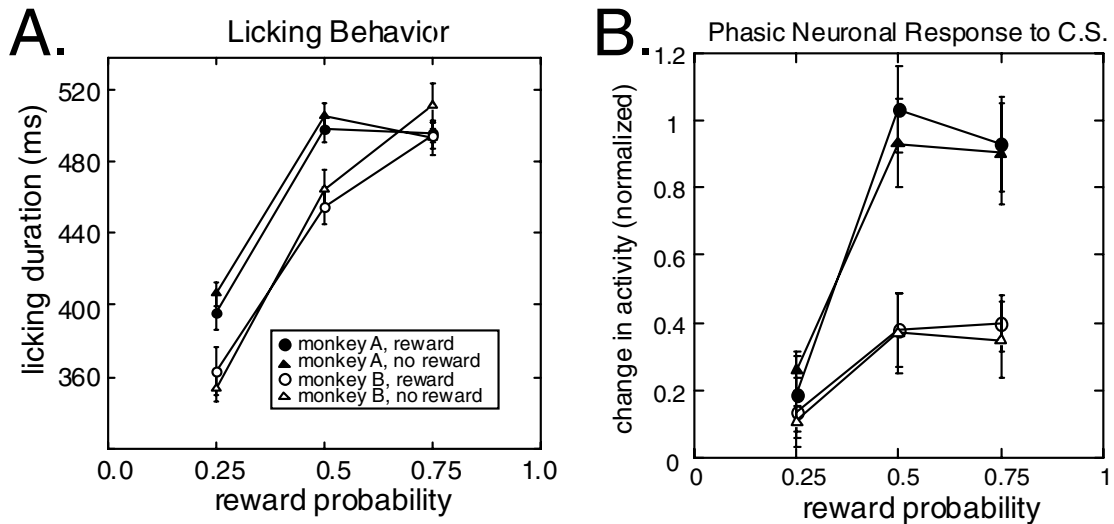 A.
Licking Behavior
licking duration (ms)
520
480
440
400
360
monkey A, reward
monkey A, no reward
monkey B, reward
monkey B, no reward
0.0 0.25 0.5 0.75 1.0
reward probability
B.
Phasic Neuronal Response to C.S.
change in activity (normalized)
1.2
1
0.8
0.6
0.4
0.2
0
0 0.25 0.5 0.75 1
reward probability